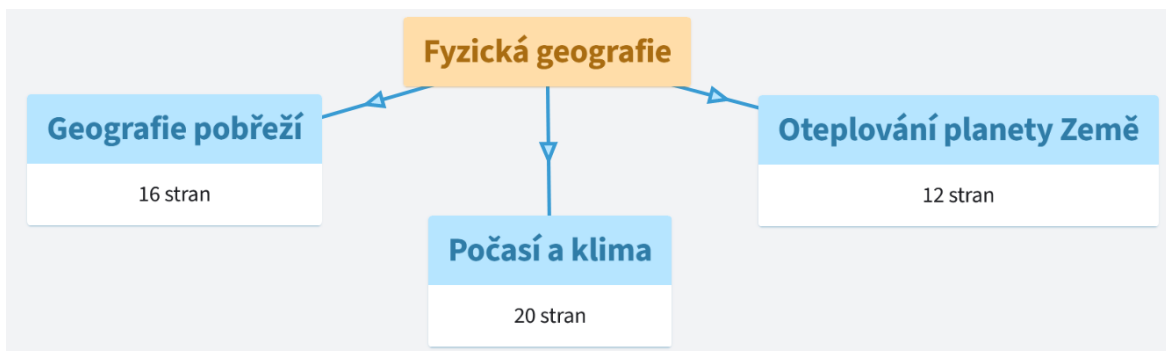 Fyzická geografie
Geografie pobřeží
16 stran
Počasí a klima
20 stran
Oteplování planety Země
12 stran